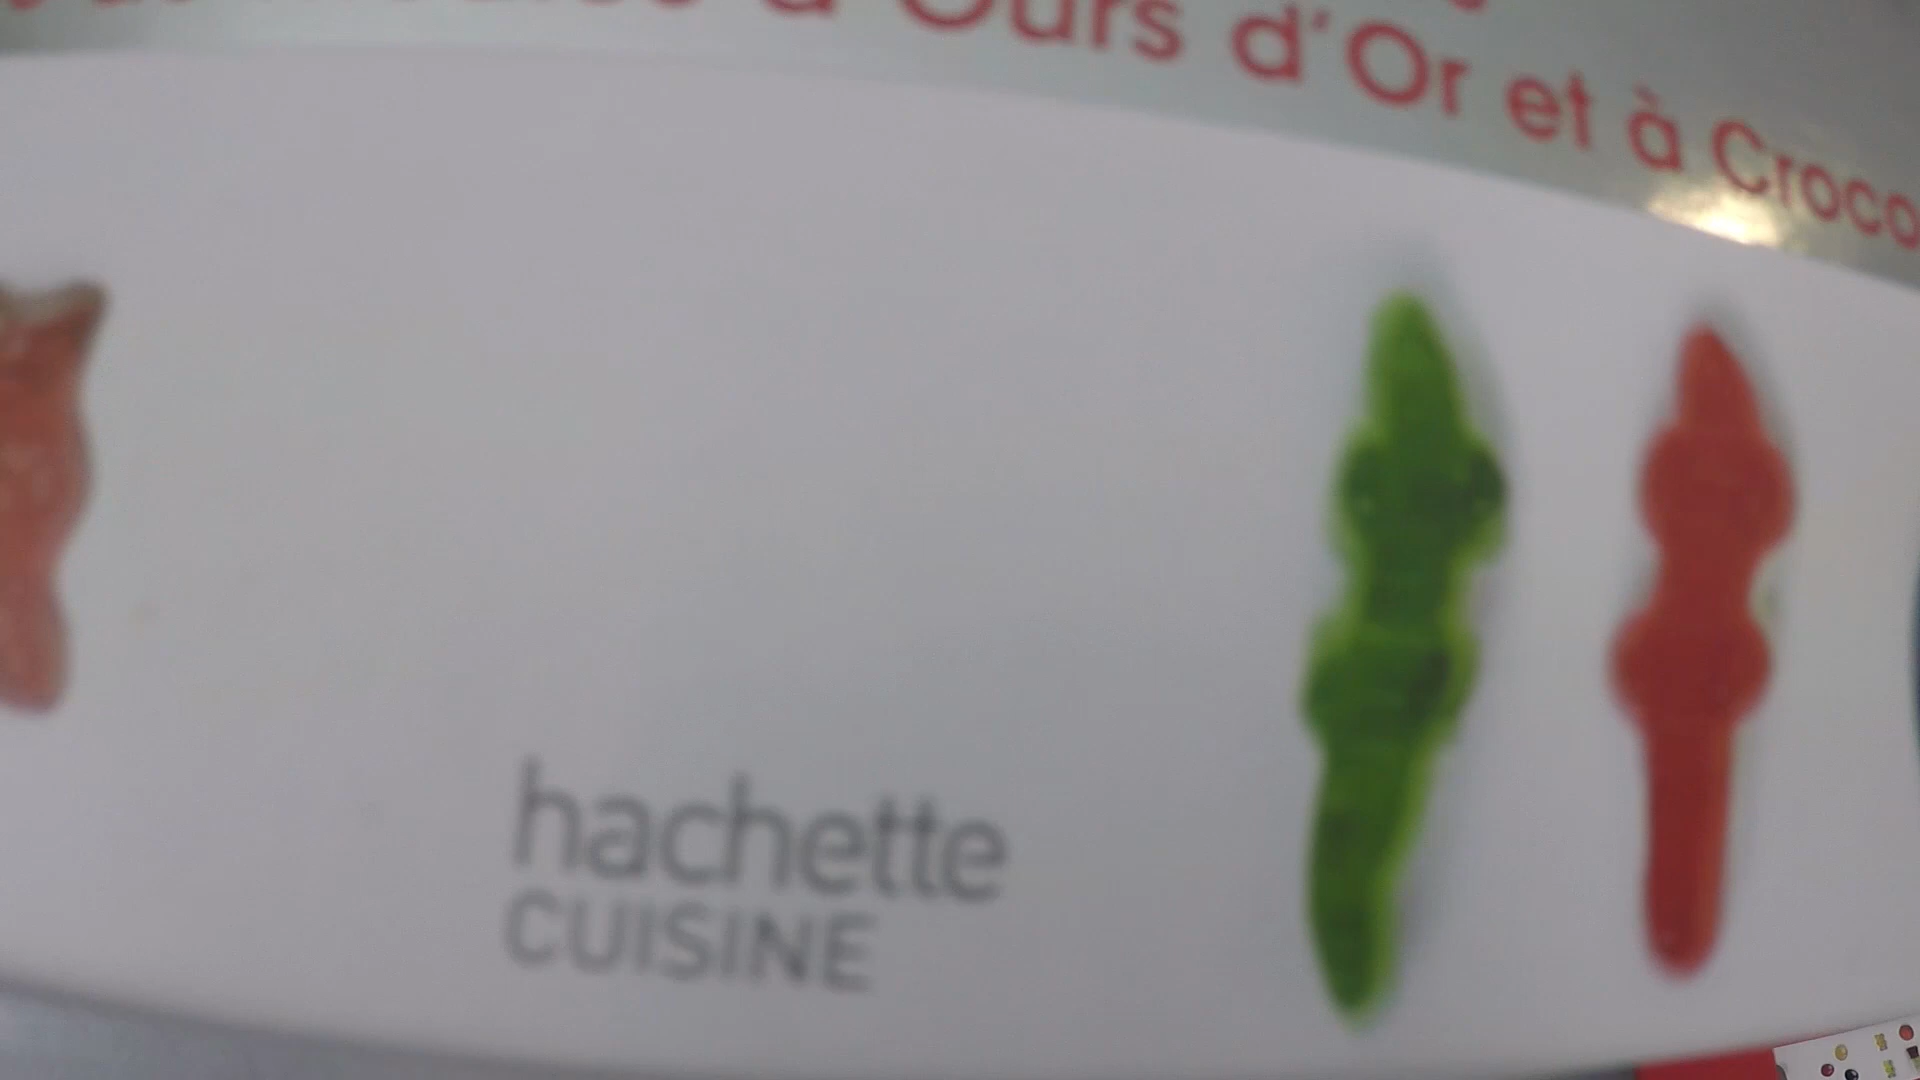 d'Ours d'Or et à Croco
hachette
CUISINE